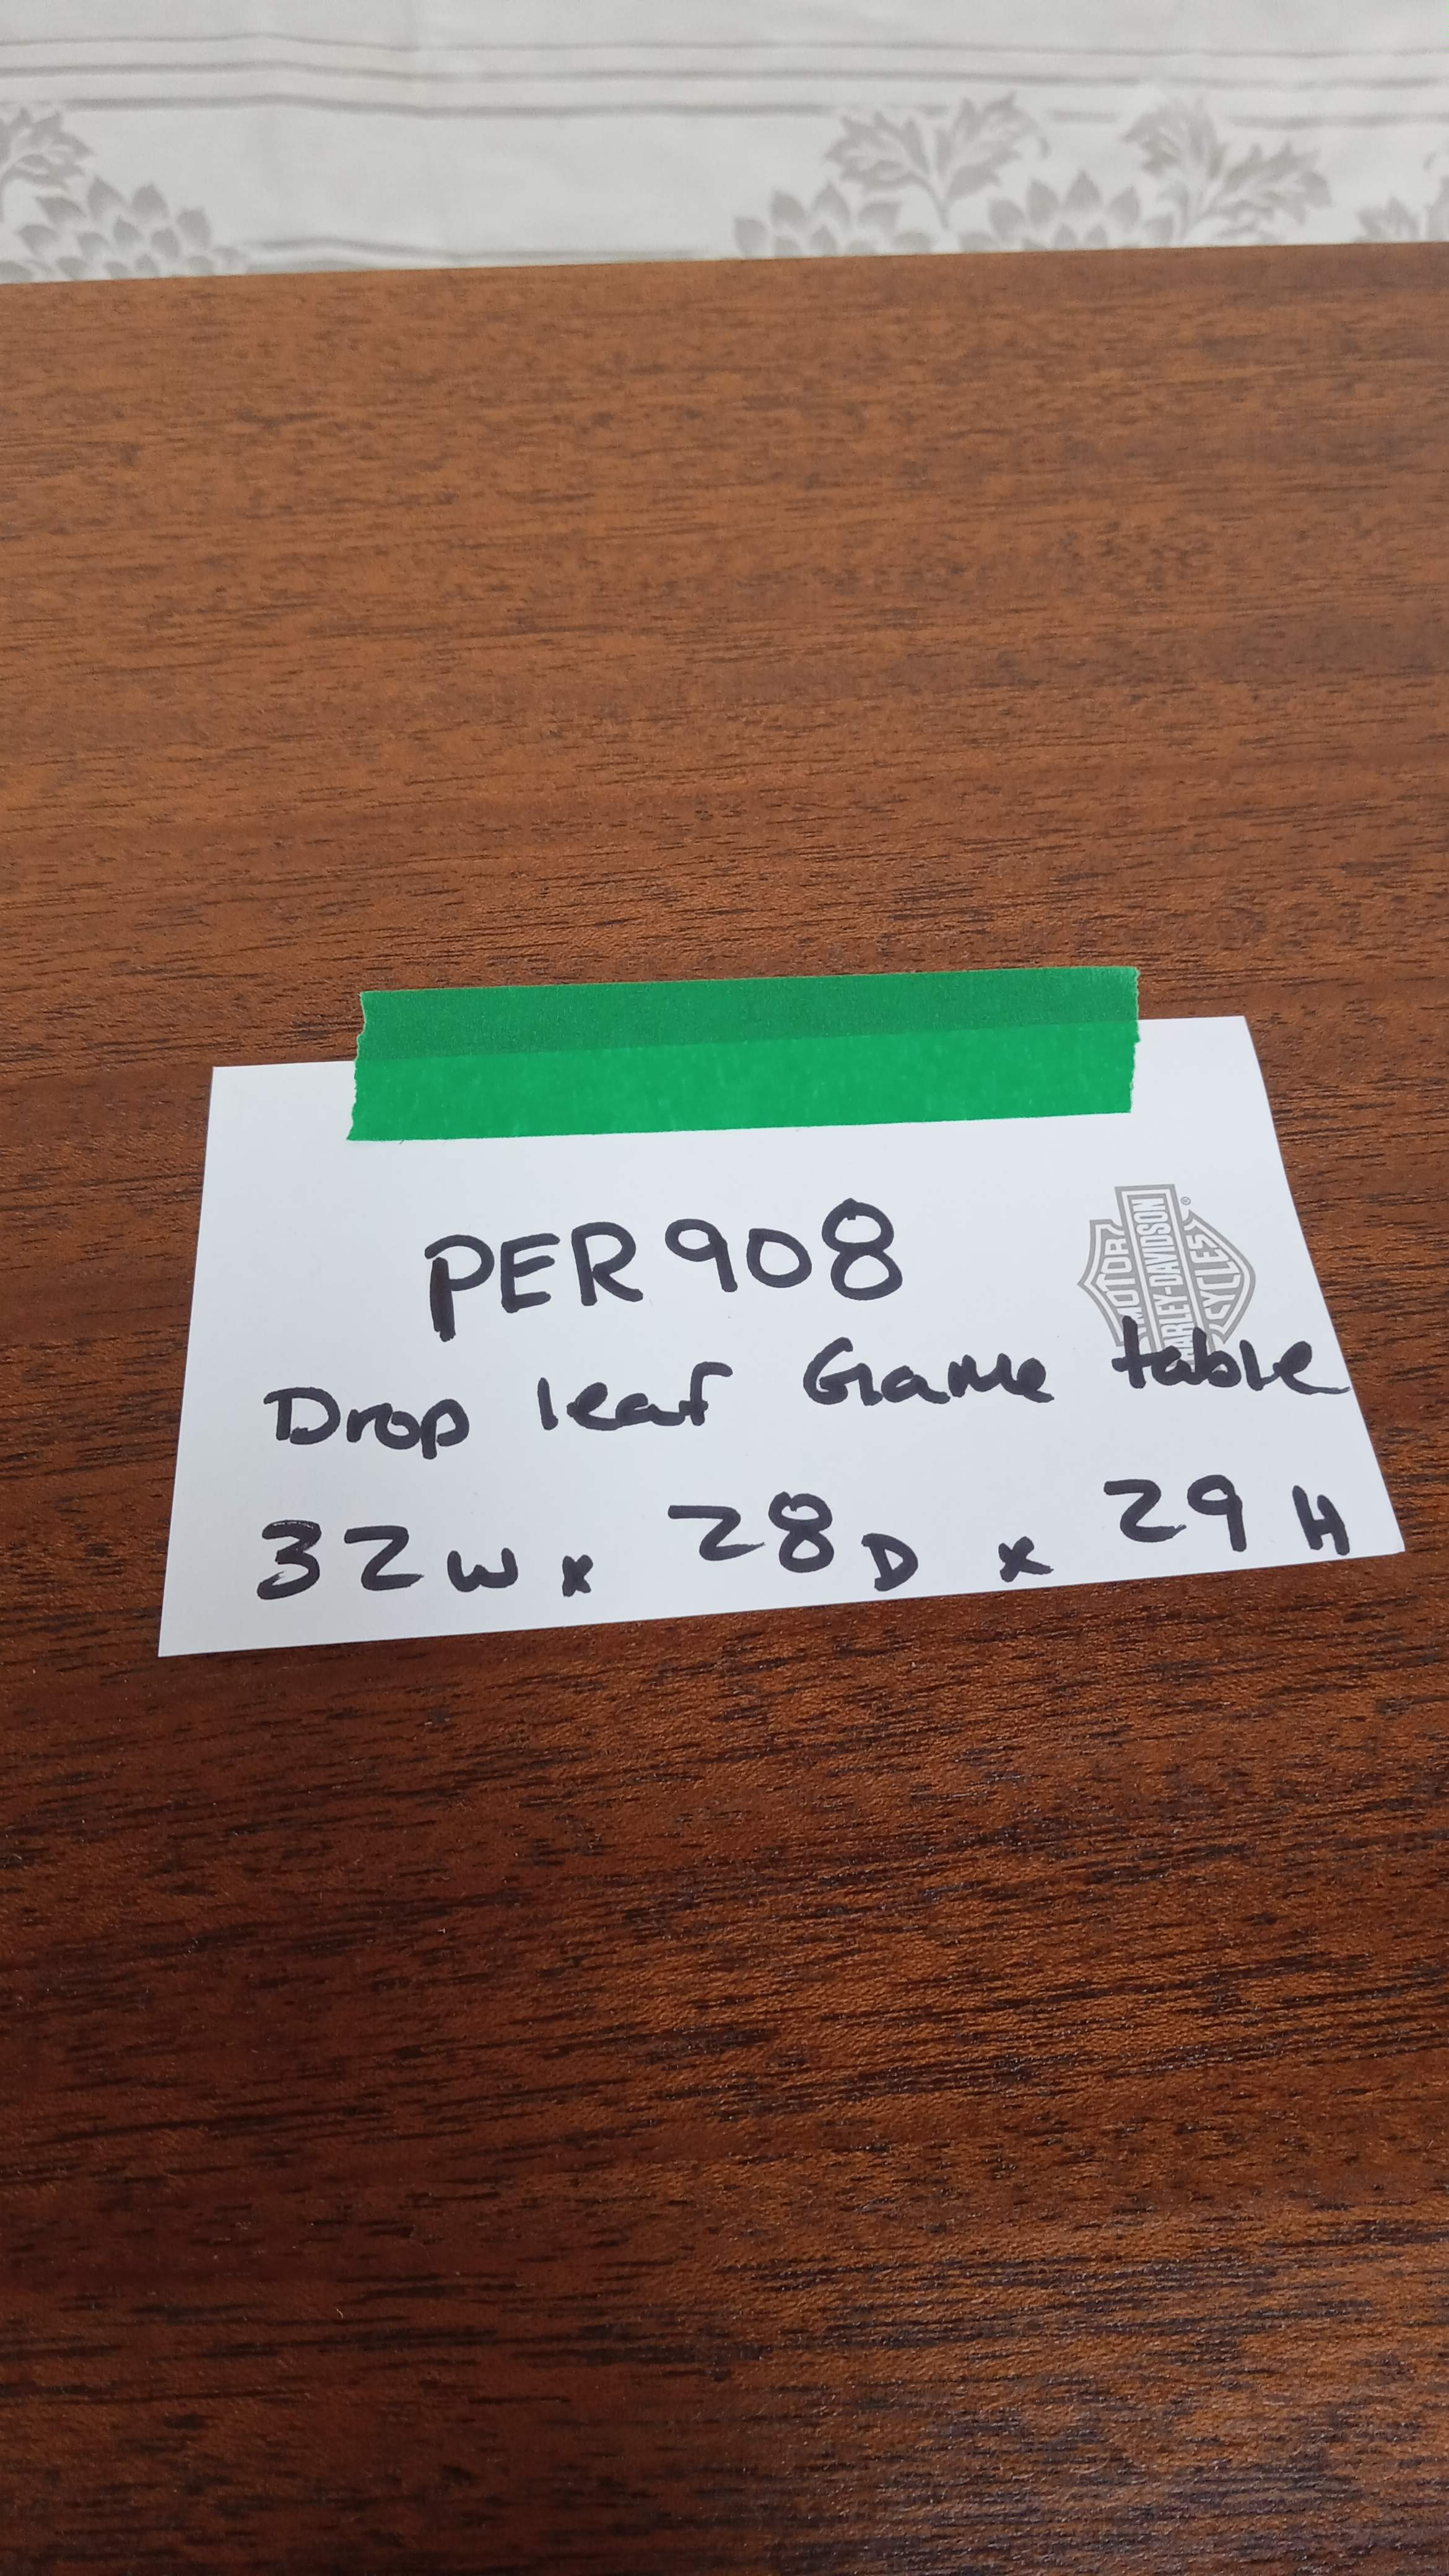 PER908
MOTOR
HARLEY-DAVIDSON
CYCLES
®
Drop leaf Game table
32W x 28D x 29H